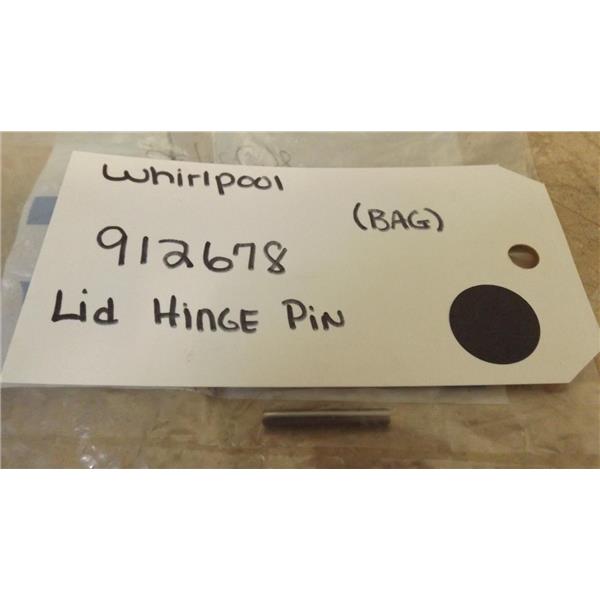 Whirlpool
(BAG)
912678
Lid HINGE PiN